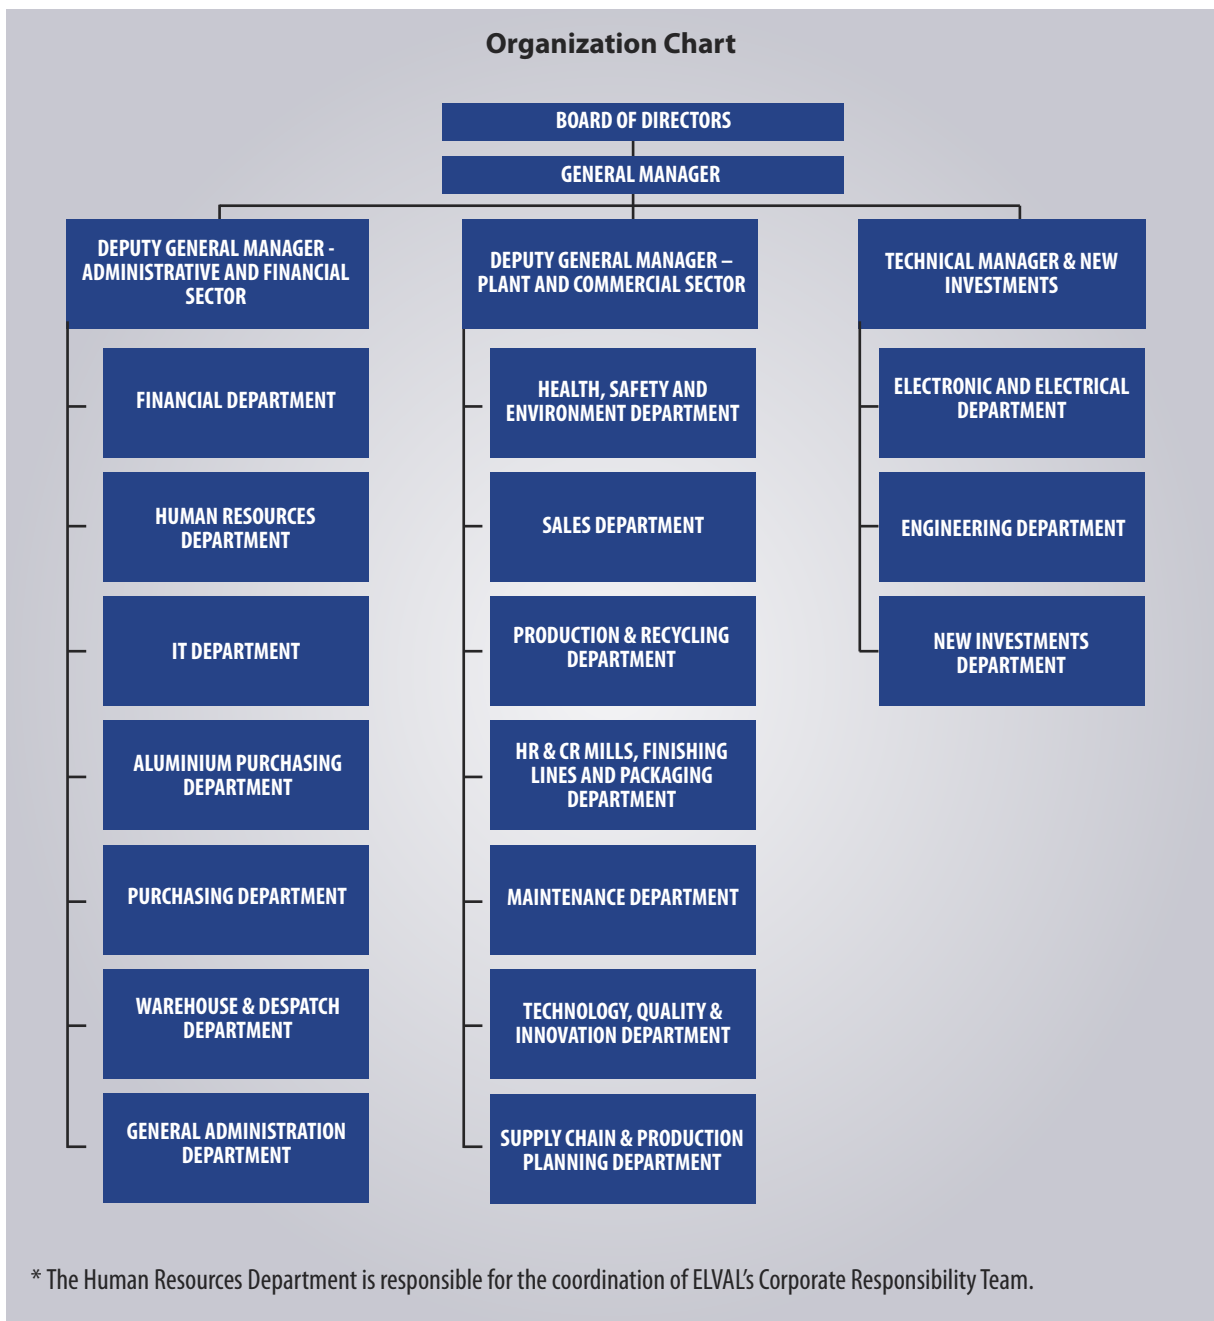 Organization Chart
BOARD OF DIRECTORS
GENERAL MANAGER
DEPUTY GENERAL MANAGER -
ADMINISTRATIVE AND FINANCIAL
SECTOR
FINANCIAL DEPARTMENT
HUMAN RESOURCES
DEPARTMENT
IT DEPARTMENT
ALUMINIUM PURCHASING
DEPARTMENT
PURCHASING DEPARTMENT
WAREHOUSE & DESPATCH
DEPARTMENT
GENERAL ADMINISTRATION
DEPARTMENT
DEPUTY GENERAL MANAGER –
PLANT AND COMMERCIAL SECTOR
HEALTH, SAFETY AND
ENVIRONMENT DEPARTMENT
SALES DEPARTMENT
PRODUCTION & RECYCLING
DEPARTMENT
HR & CR MILLS, FINISHING
LINES AND PACKAGING
DEPARTMENT
MAINTENANCE DEPARTMENT
TECHNOLOGY, QUALITY &
INNOVATION DEPARTMENT
SUPPLY CHAIN & PRODUCTION
PLANNING DEPARTMENT
TECHNICAL MANAGER & NEW
INVESTMENTS
ELECTRONIC AND ELECTRICAL
DEPARTMENT
ENGINEERING DEPARTMENT
NEW INVESTMENTS
DEPARTMENT
* The Human Resources Department is responsible for the coordination of ELVAL's Corporate Responsibility Team.